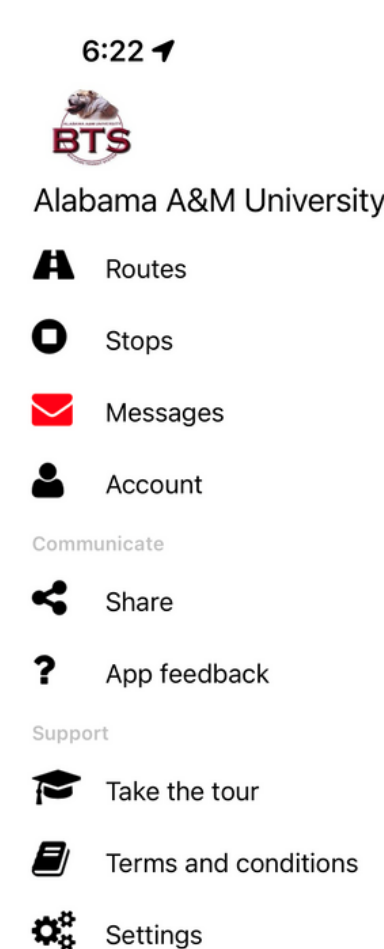 6:22
BTS
Alabama A&M University
Routes
Stops
Messages
Account
Communicate
Share
App feedback
Support
Take the tour
Terms and conditions
Settings